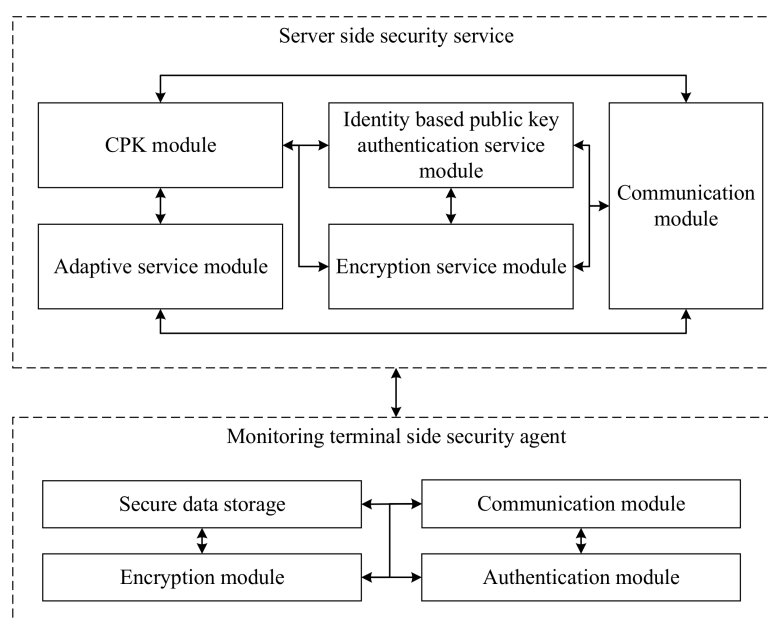 Server side security service
CPK module
Identity based public key
authentication service
module
Communication
module
Adaptive service module
Encryption service module
Monitoring terminal side security agent
Secure data storage
Communication module
Encryption module
Authentication module